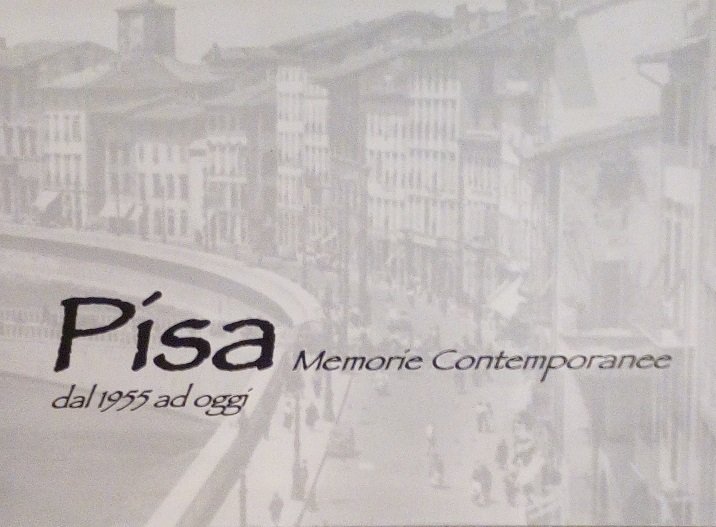 Pisa Memorie Contemporanee
dal 1955 ad oggi